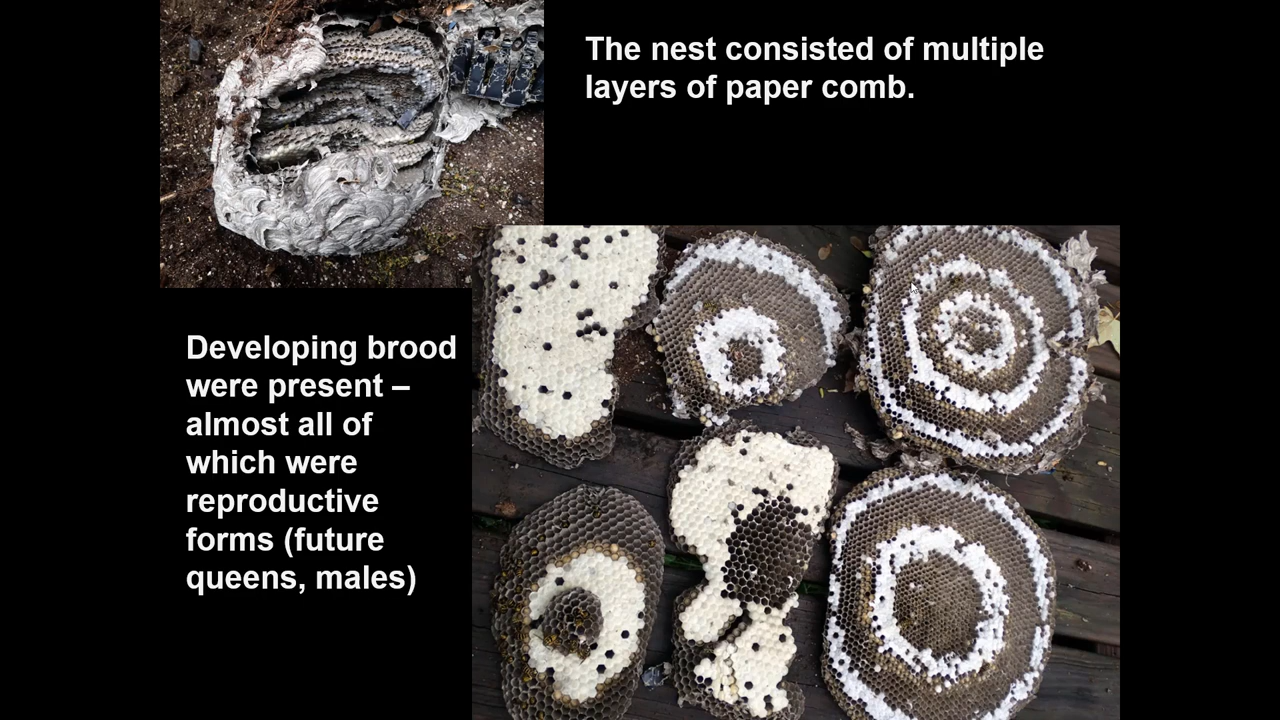 The nest consisted of multiple
layers of paper comb.
Developing brood
were present –
almost all of
which were
reproductive
forms (future
queens, males)